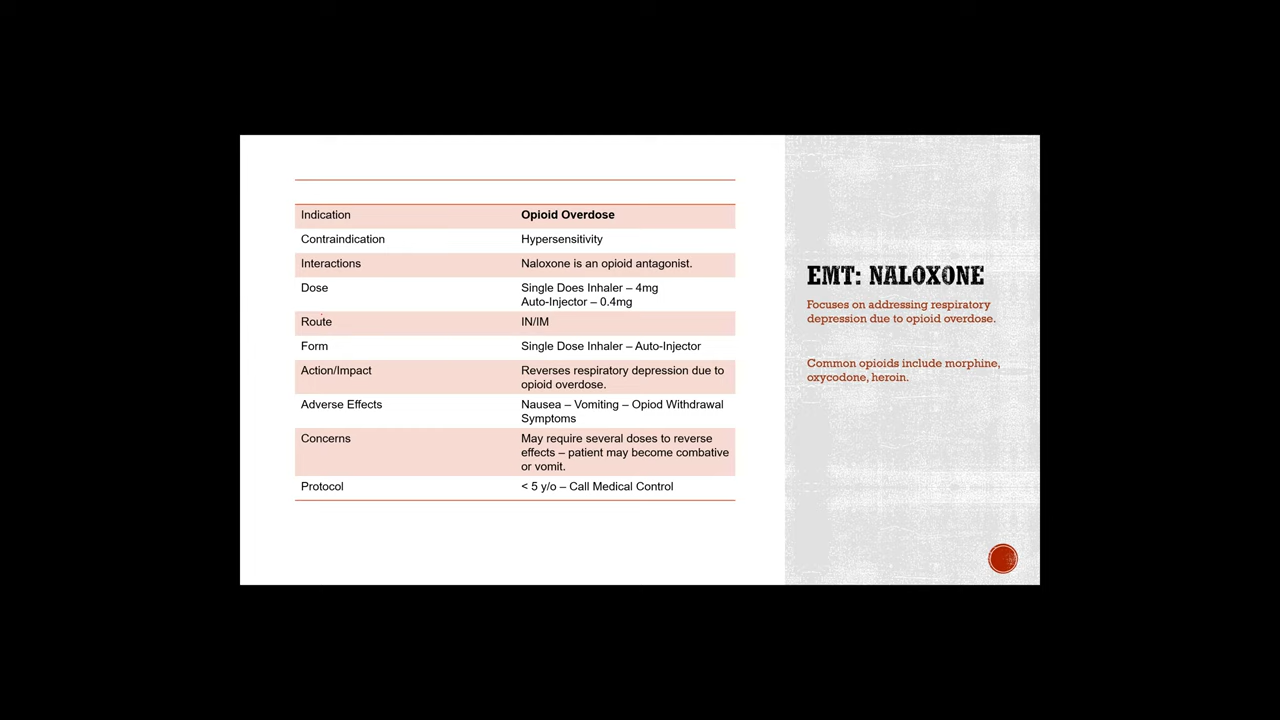 Indication Opioid Overdose
Contraindication Hypersensitivity
Interactions Naloxone is an opioid antagonist.
Dose Single Does Inhaler – 4mg
Auto-Injector – 0.4mg
Route IN/IM
Form Single Dose Inhaler – Auto-Injector
Action/Impact Reverses respiratory depression due to
opioid overdose.
Adverse Effects Nausea – Vomiting – Opiod Withdrawal
Symptoms
Concerns May require several doses to reverse
effects – patient may become combative
or vomit.
Protocol < 5 y/o – Call Medical Control
EMT: NALOXONE
Focuses on addressing respiratory
depression due to opioid overdose.
Common opioids include morphine,
oxycodone, heroin.